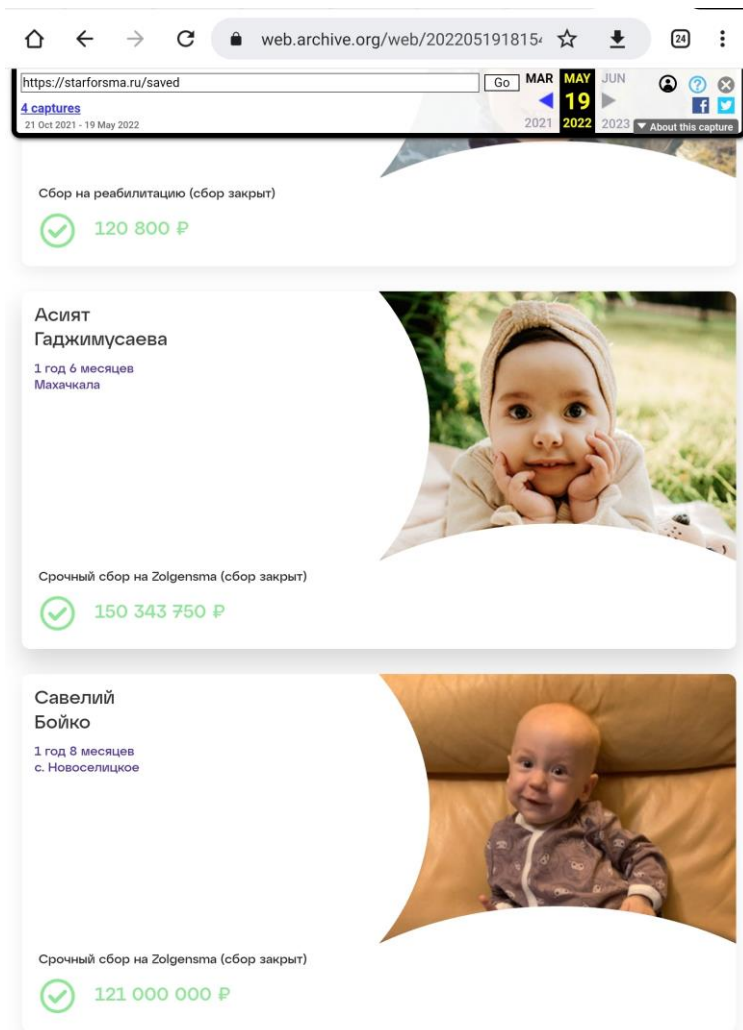 web.archive.org/web/202205191815
24
https://starforsma.ru/saved
Go
MAR MAY JUN
4 captures
19
21 Oct 2021 - 19 May 2022
2021 2022 2023
About this capture
Сбор на реабилитацию (сбор закрыт)
120 800 ₽
Асият
Гаджимусаева
1 год 6 месяцев
Махачкала
Срочный сбор на Zolgensma (сбор закрыт)
150 343 750 ₽
Савелий
Бойко
1 год 8 месяцев
с. Новоселицкое
Срочный сбор на Zolgensma (сбор закрыт)
121 000 000 ₽